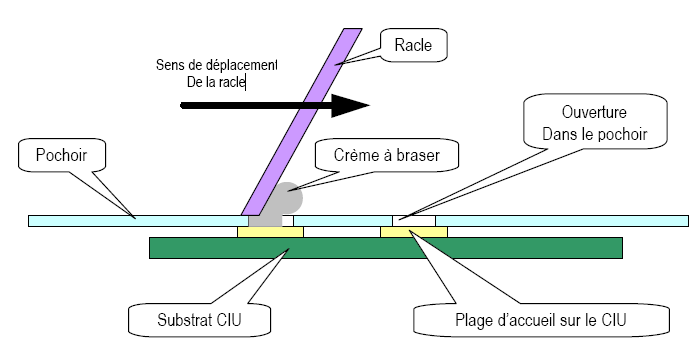 Racle
Sens de déplacement
De la racle
Ouverture
Dans le pochoir
Pochoir
Crème à braser
Substrat CIU
Plage d'accueil sur le CIU